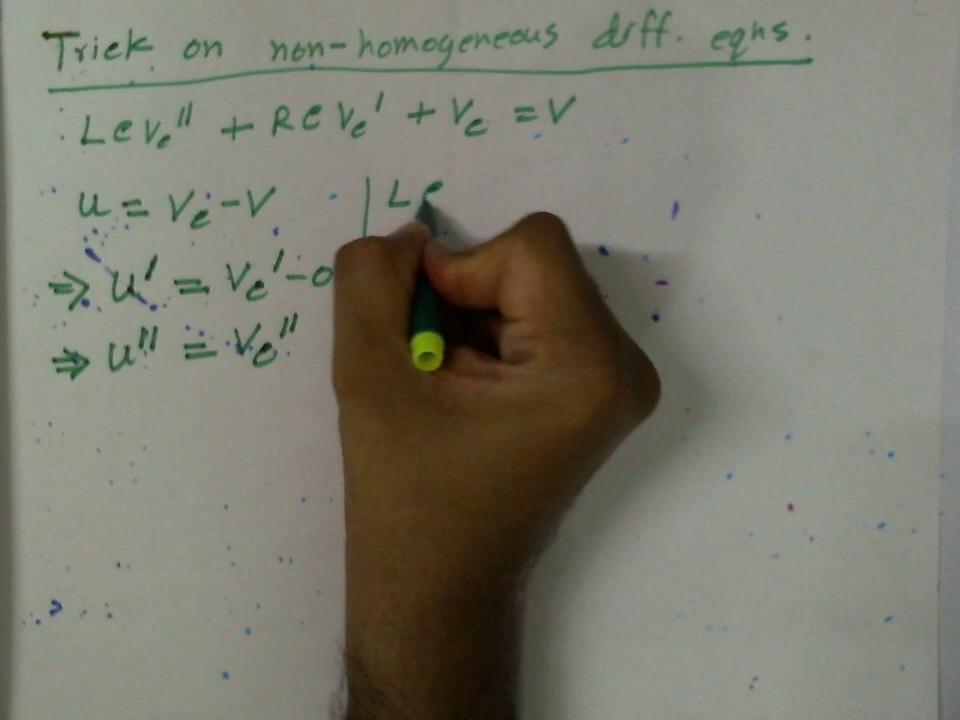 Trick on non-homogeneous diff. eqns.
LCVc'' + RCVc' + Vc = V
u = Vc - V | LC
⇒ u' = Vc' - 0
⇒ u'' = Vc''